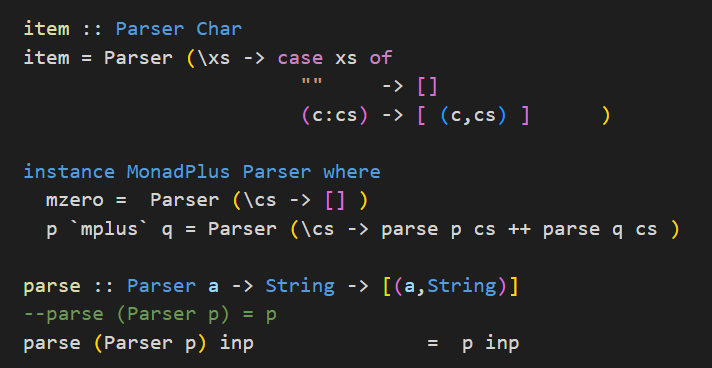 item :: Parser Char
item = Parser (\xs -> case xs of
                        ""     -> []
                        (c:cs) -> [ (c,cs) ]      )
instance MonadPlus Parser where
  mzero =  Parser (\cs -> [] )
  p `mplus` q = Parser (\cs -> parse p cs ++ parse q cs )
parse :: Parser a -> String -> [(a,String)]
--parse (Parser p) = p
parse (Parser p) inp               =  p inp